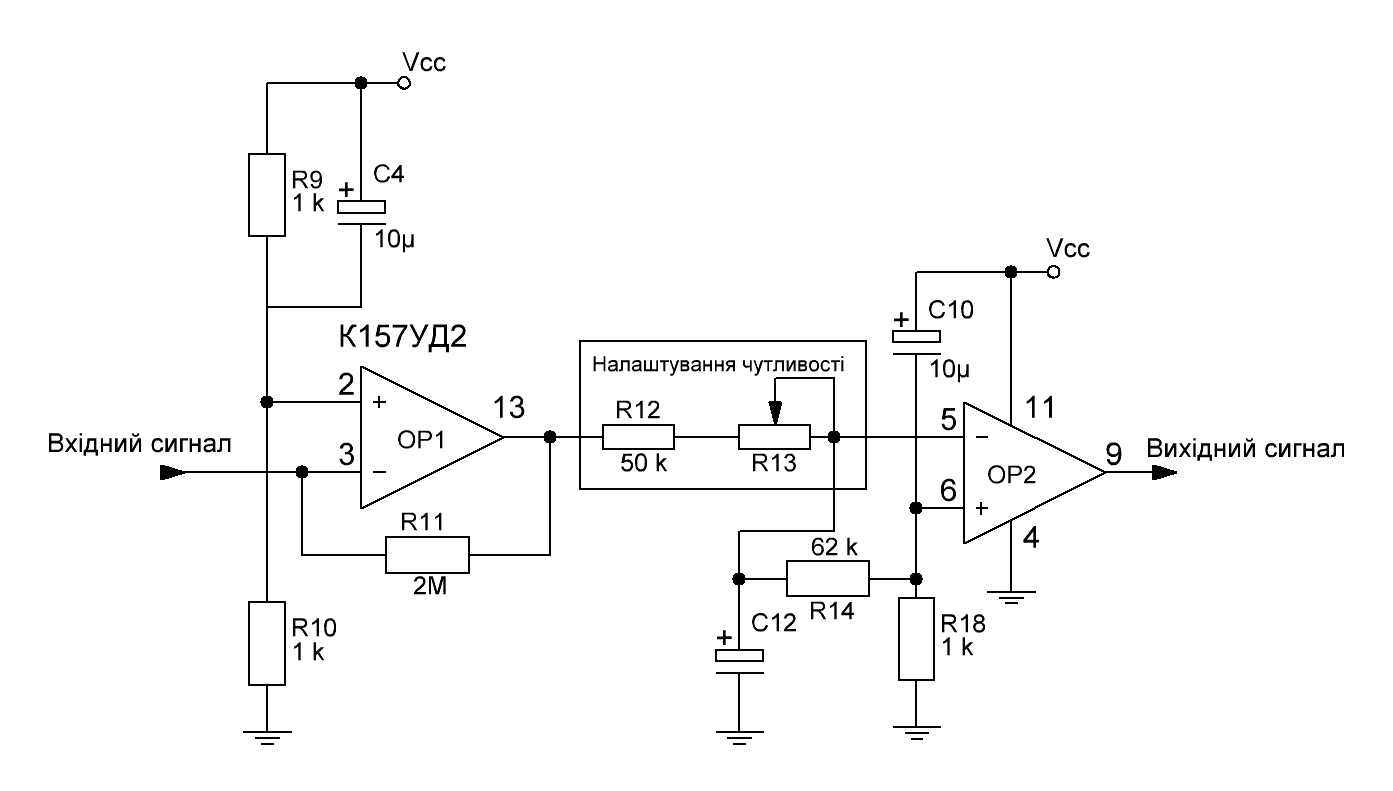 Vcc
R9
1 k
+
C4
10µ
К157УД2
2
+
OP1
13
3
−
Вхідний сигнал
R11
2M
R10
1 k
Налаштування чутливості
R12
50 k
R13
62 k
R14
C12
+
Vcc
C10
+
10µ
5
−
11
OP2
9
Вихідний сигнал
6
+
4
R18
1 k